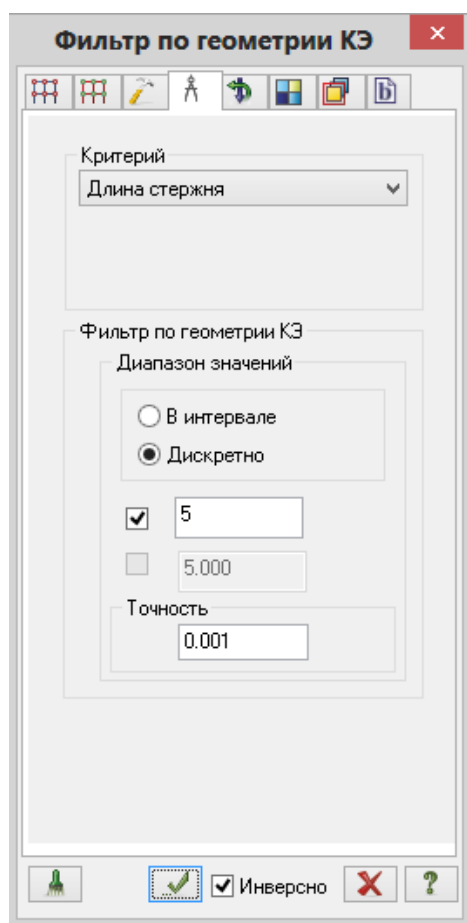 Фильтр по геометрии КЭ
Критерий
Длина стержня
Фильтр по геометрии КЭ
Диапазон значений
В интервале
Дискретно
5
5.000
Точность
0.001
Инверсно